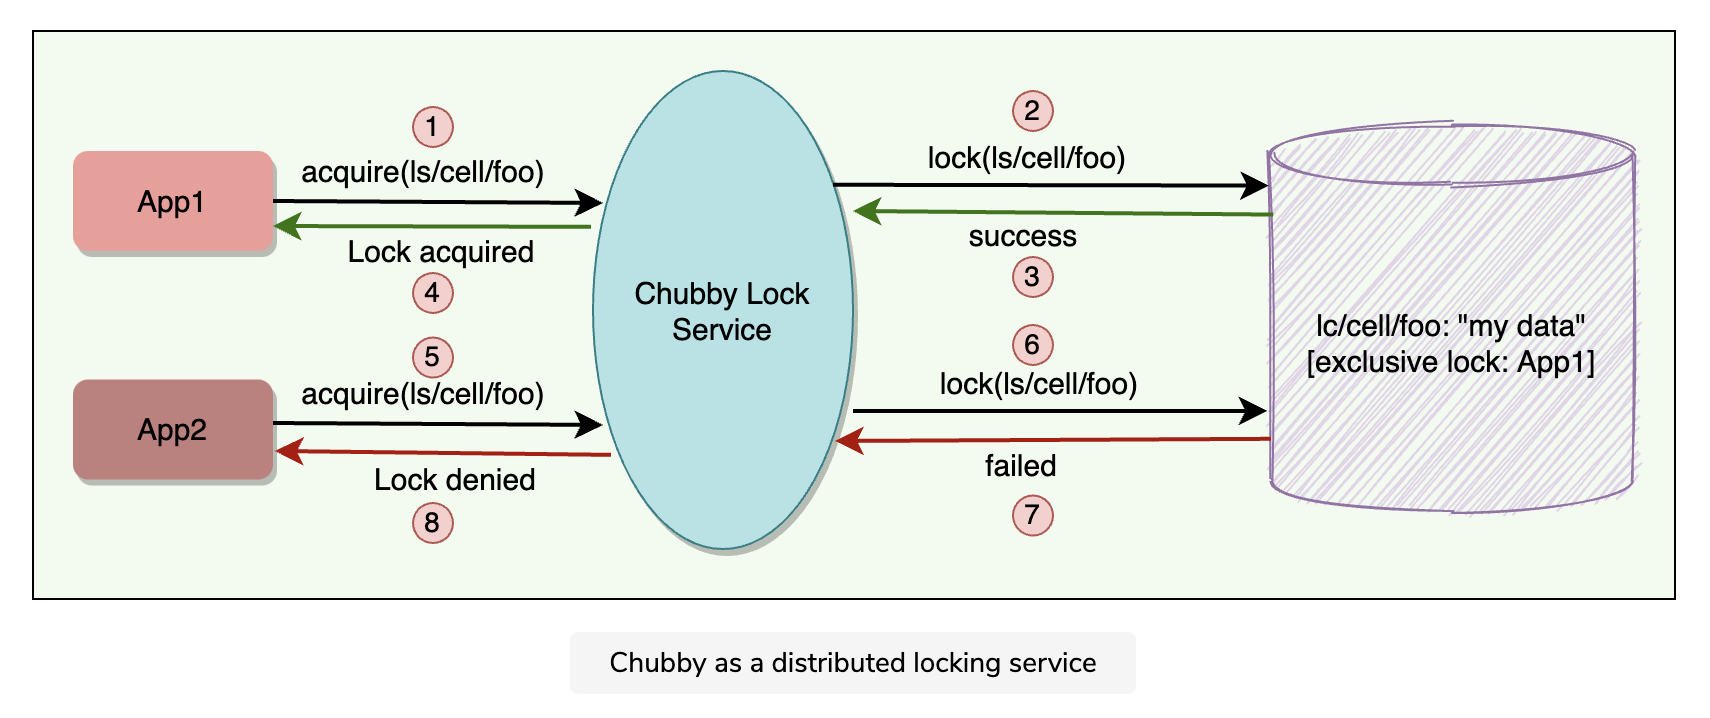 1
acquire(ls/cell/foo)
App1
Lock acquired
4
2
lock(ls/cell/foo)
success
3
Chubby Lock
Service
5
acquire(ls/cell/foo)
App2
Lock denied
8
6
lock(ls/cell/foo)
failed
7
lc/cell/foo: "my data"
[exclusive lock: App1]
Chubby as a distributed locking service